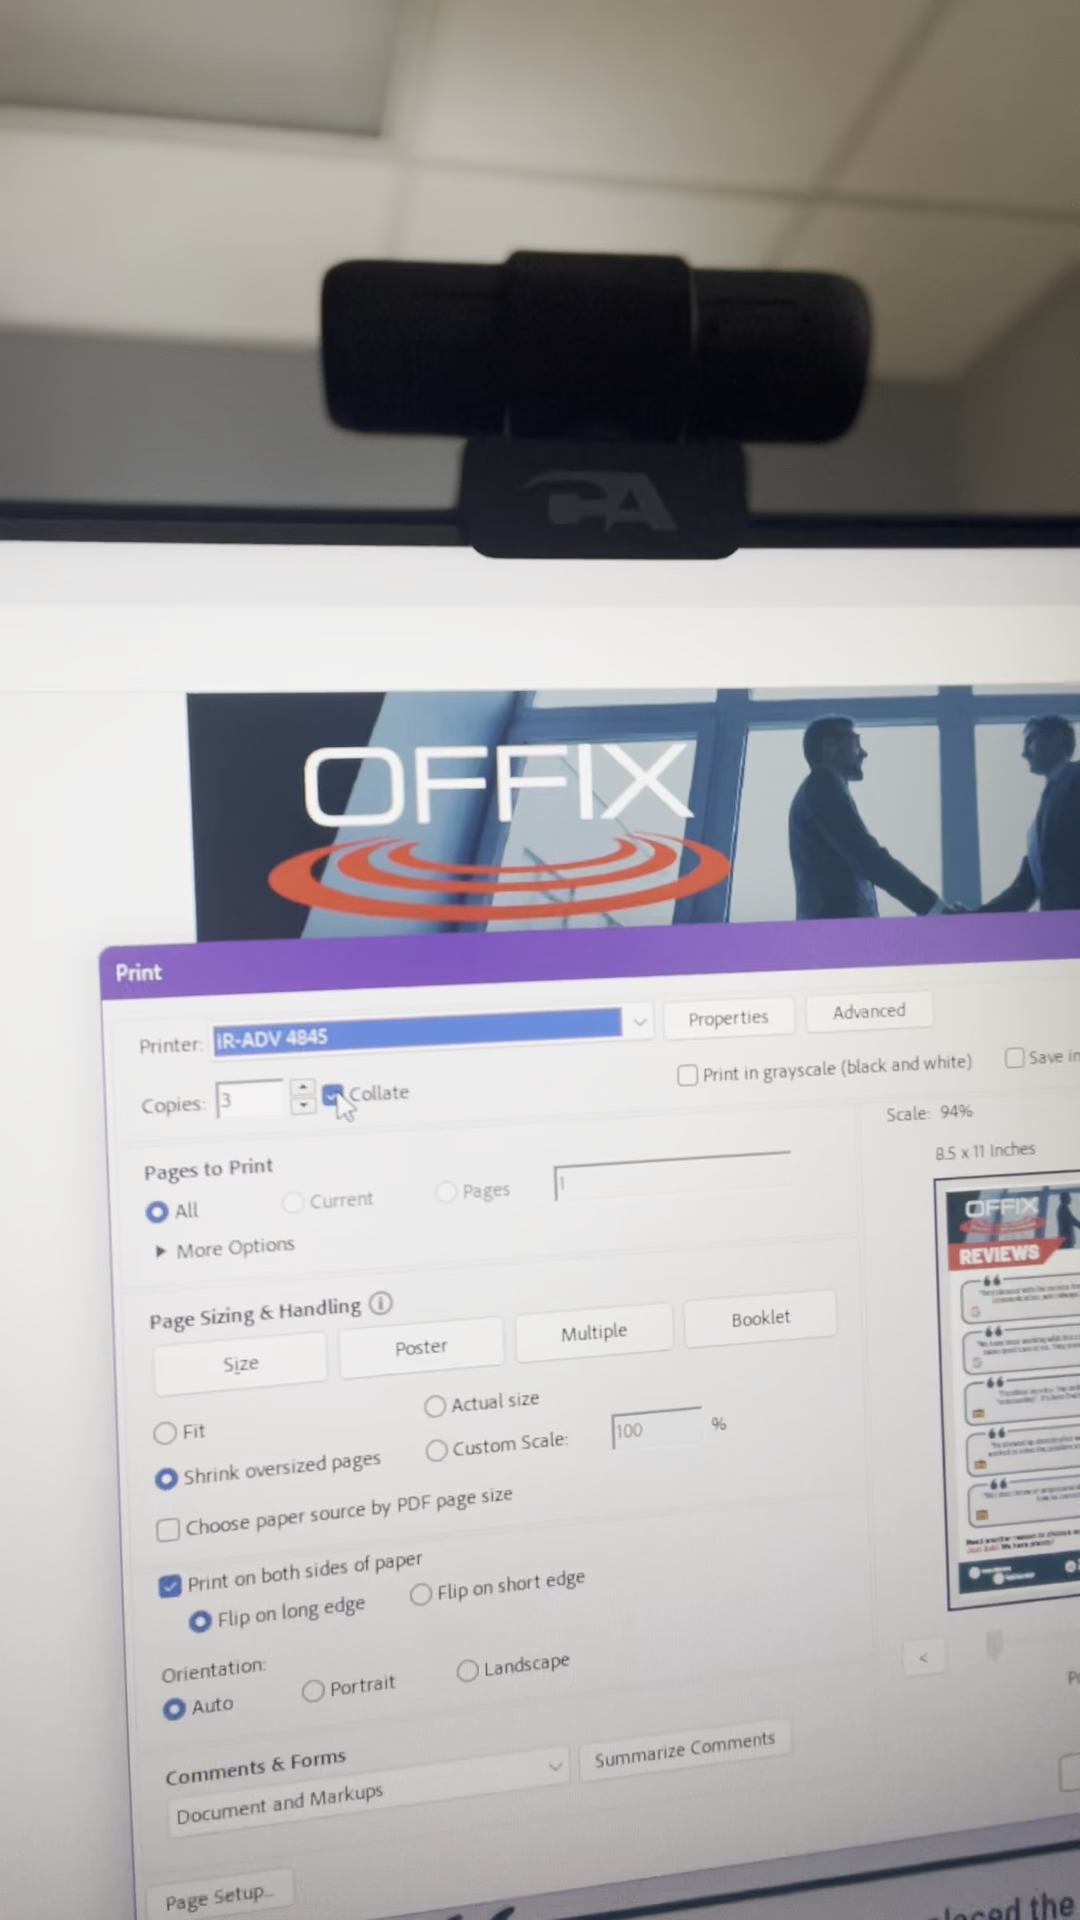 CA
OFFIX
Print
Printer: iR-ADV 4845 Properties Advanced
Copies: 3 Collate Print in grayscale (black and white) Save in
Scale: 94%
8.5 x 11 Inches
Pages to Print
All Current Pages 1
More Options
OFFIX
REVIEWS
Page Sizing & Handling
Size Poster Multiple Booklet
Fit Actual size
Shrink oversized pages Custom Scale: 100 %
Choose paper source by PDF page size
Print on both sides of paper
Flip on long edge Flip on short edge
<
Orientation:
Auto Portrait Landscape
Comments & Forms
Document and Markups Summarize Comments
Page Setup...
the